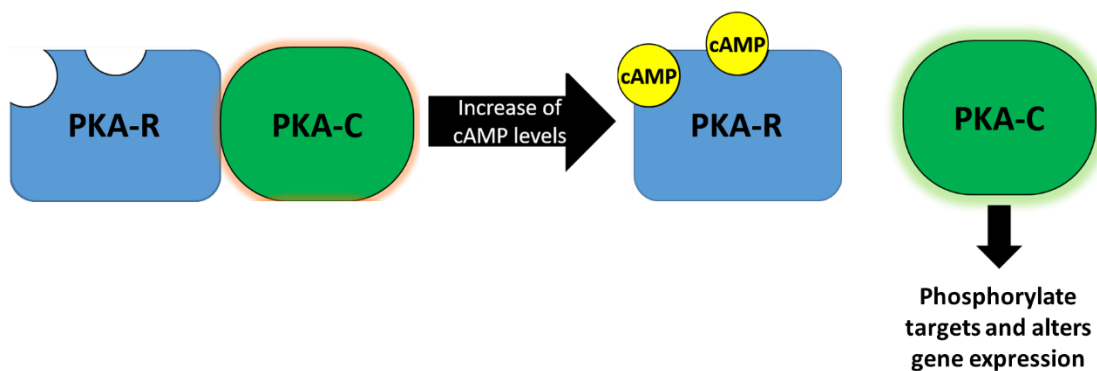 PKA-R
PKA-C
Increase of
cAMP levels
cAMP
cAMP
PKA-R
PKA-C
Phosphorylate
targets and alters
gene expression